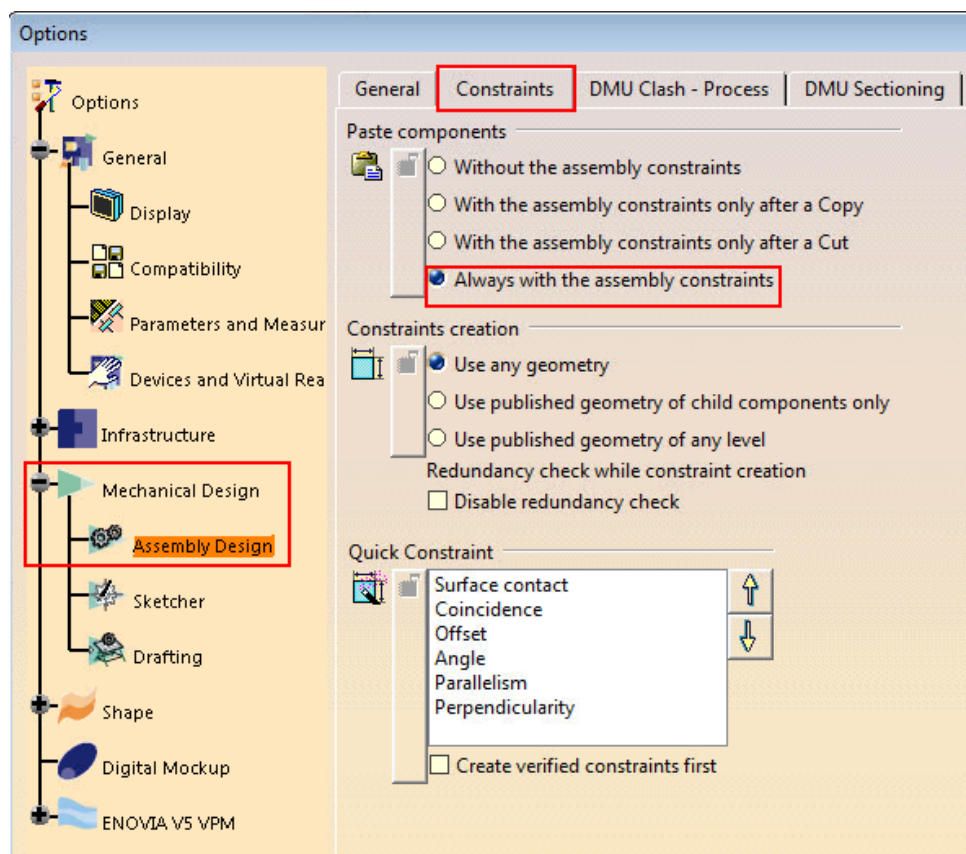 Options
Options
General
Display
Compatibility
Parameters and Measur
Devices and Virtual Rea
Infrastructure
Mechanical Design
Assembly Design
Sketcher
Drafting
Shape
Digital Mockup
ENOVIA V5 VPM
General
Constraints
DMU Clash - Process
DMU Sectioning
Paste components
Without the assembly constraints
With the assembly constraints only after a Copy
With the assembly constraints only after a Cut
Always with the assembly constraints
Constraints creation
Use any geometry
Use published geometry of child components only
Use published geometry of any level
Redundancy check while constraint creation
Disable redundancy check
Quick Constraint
Surface contact
Coincidence
Offset
Angle
Parallelism
Perpendicularity
Create verified constraints first